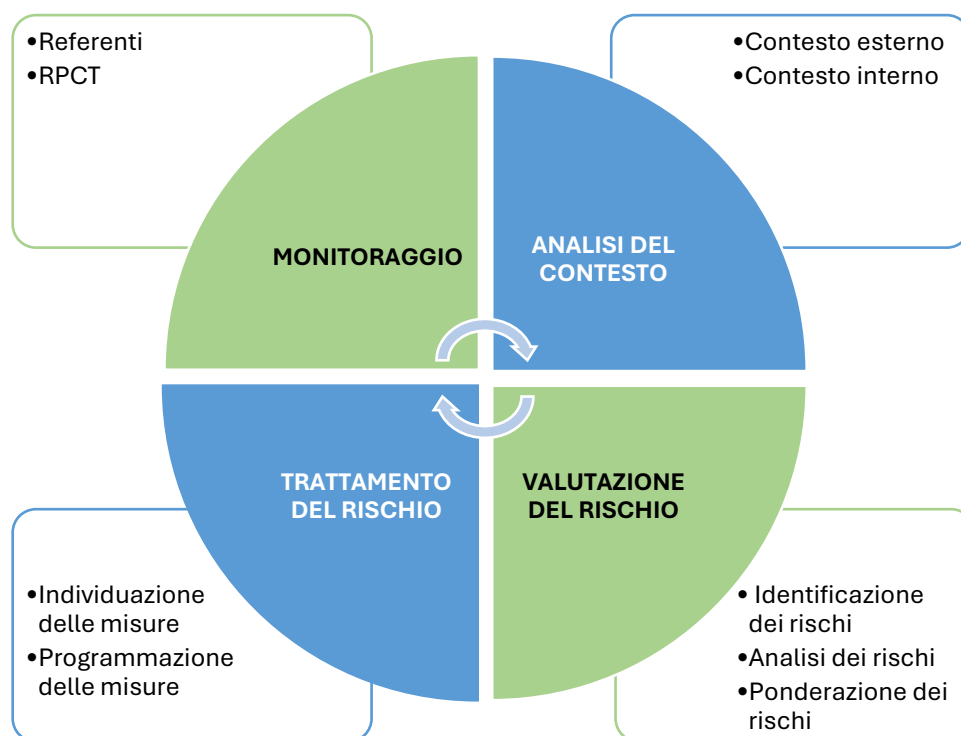 •Referenti
•RPCT
•Contesto esterno
•Contesto interno
MONITORAGGIO
ANALISI DEL
CONTESTO
TRATTAMENTO
DEL RISCHIO
VALUTAZIONE
DEL RISCHIO
•Individuazione
delle misure
•Programmazione
delle misure
• Identificazione
dei rischi
•Analisi dei rischi
•Ponderazione dei
rischi